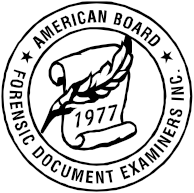 ★ AMERICAN BOARD ★
FORENSIC DOCUMENT EXAMINERS INC.
1977